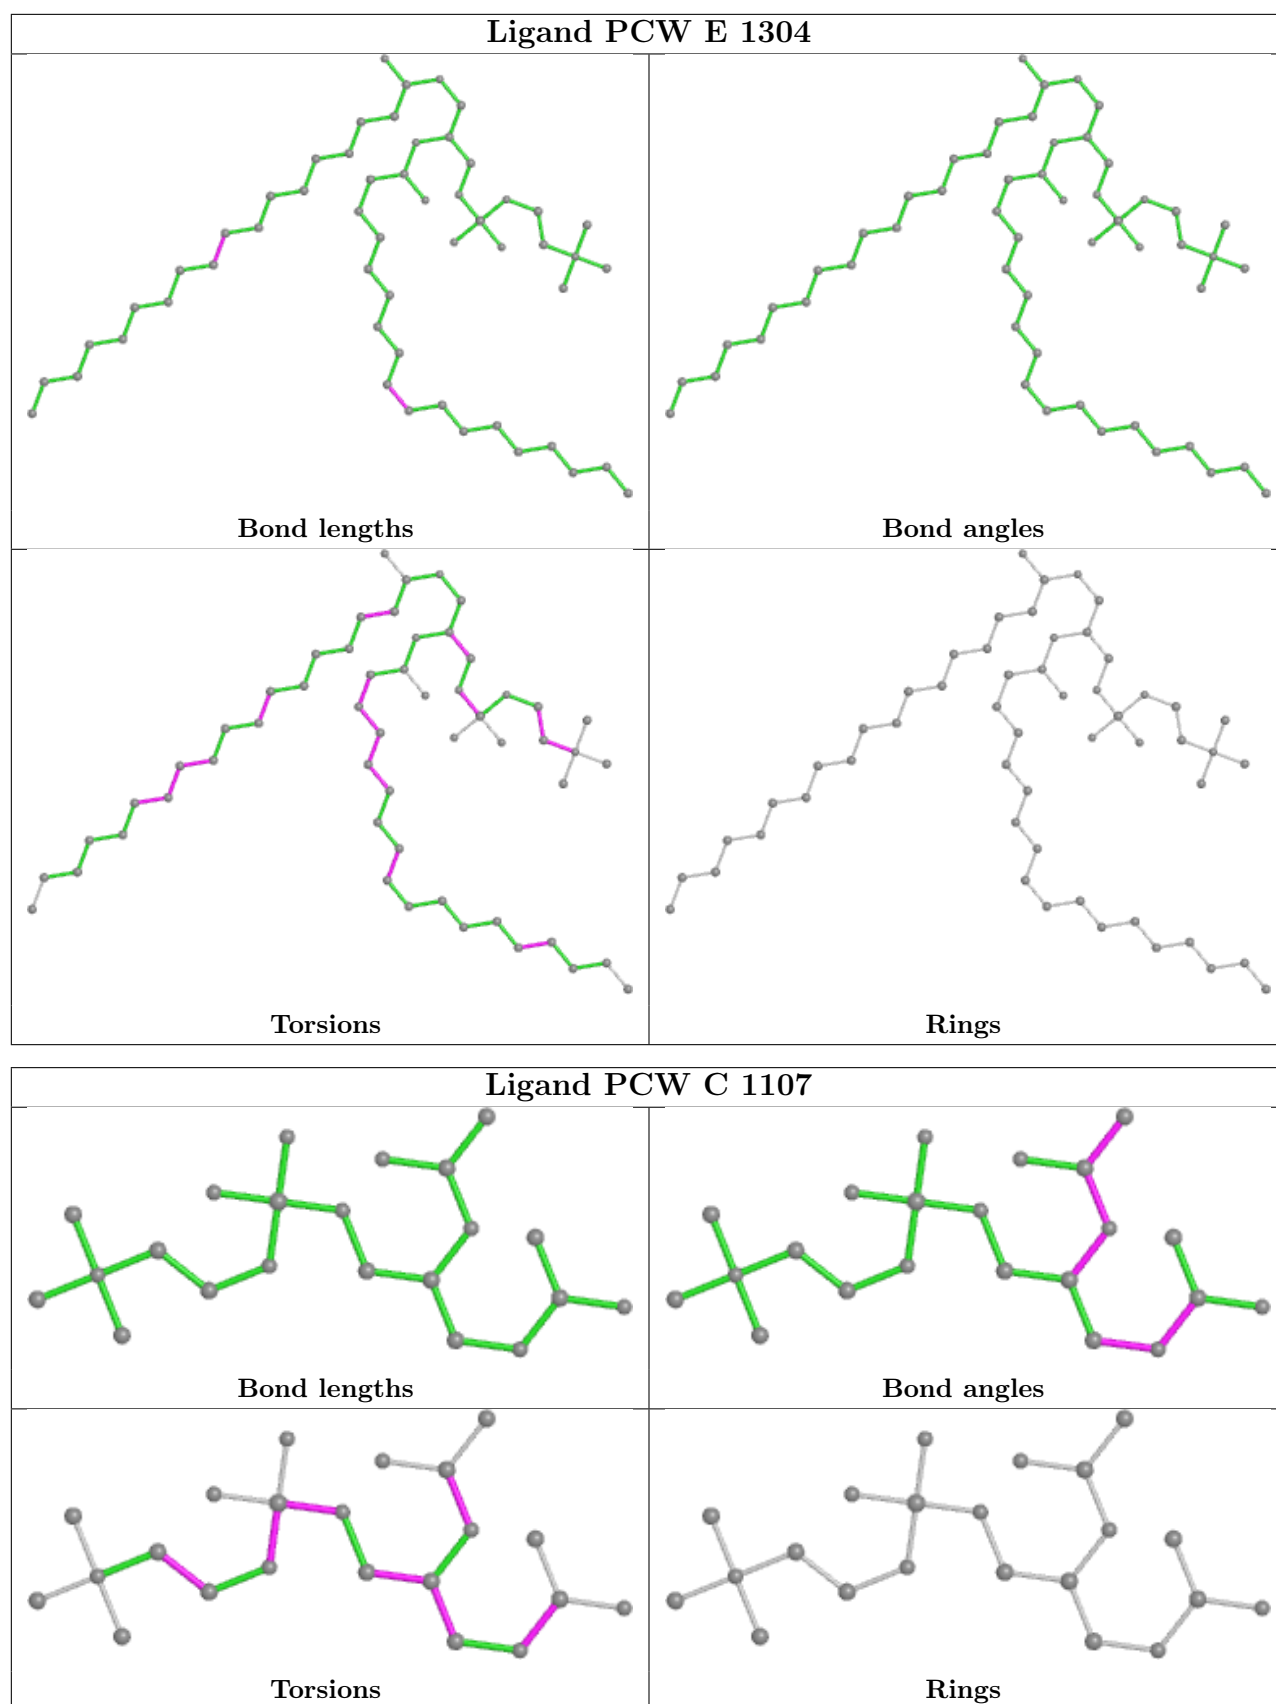 Ligand PCW E 1304
Bond lengths
Bond angles
Torsions
Rings
Ligand PCW C 1107
Bond lengths
Bond angles
Torsions
Rings